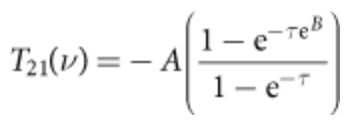 T₂₁(ν) = − A((1 − e^(−τe^B))/(1 − e^(−τ)))